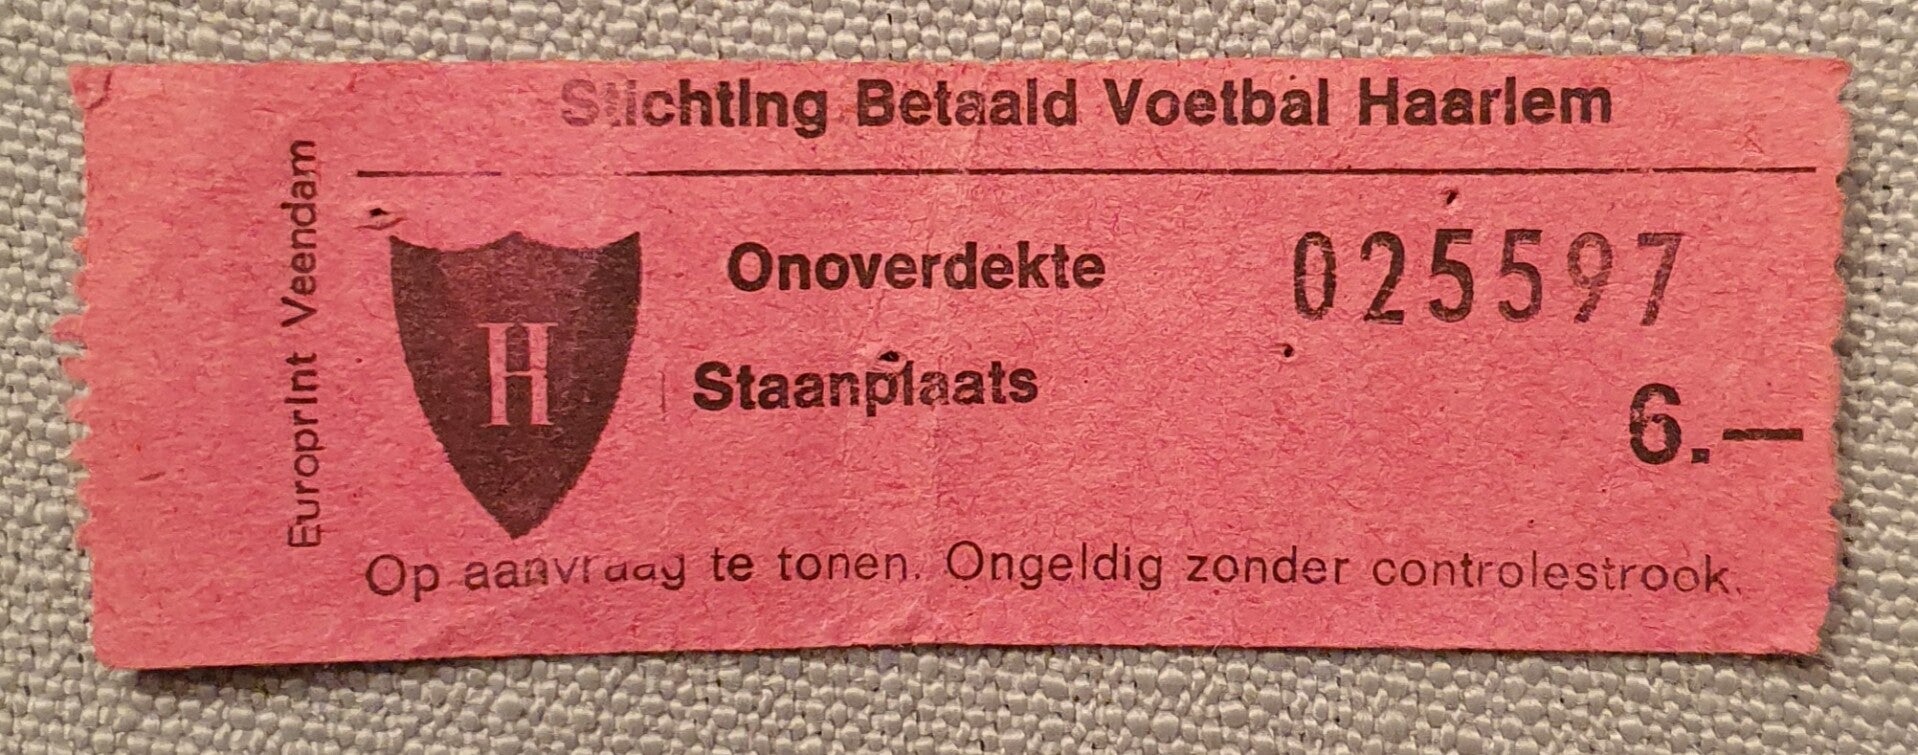 Stichting Betaald Voetbal Haarlem
Europrint Veendam
H
Onoverdekte
Staanplaats
025597
6.—
Op aanvraag te tonen. Ongeldig zonder controlestrook.